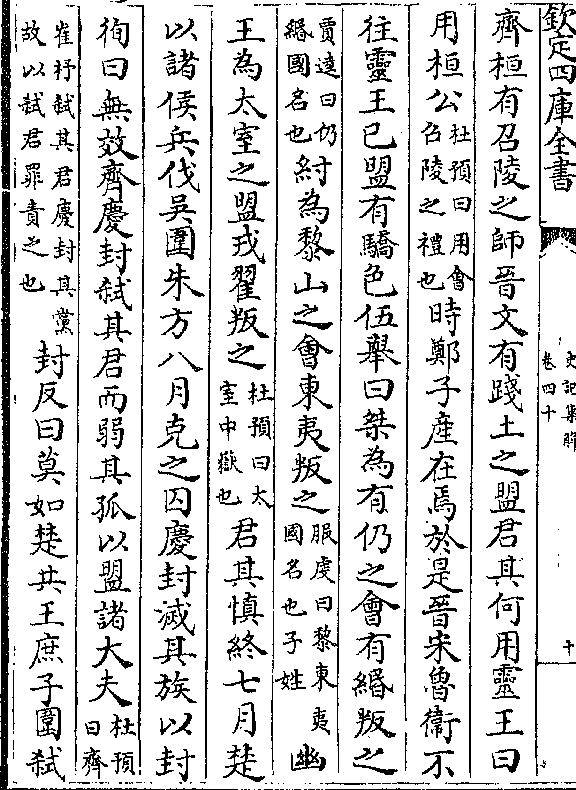 欽定四庫全書
史記集解
卷四十
十
齊桓有召陵之師晉文有踐土之盟君其何用靈王曰
用桓公杜預曰用會召陵之禮也時鄭子産在焉於是晉宋魯衞不
往靈王已盟有驕色伍舉曰桀為有仍之會有緡叛之
賈逵曰仍緡國名也紂為黎山之會東夷叛之服虔曰黎東夷國名也子姓幽
王為太室之盟戎翟叛之杜預曰太室中嶽也君其慎終七月楚
以諸侯兵伐吳圍朱方八月克之囚慶封滅其族以封
徇曰無效齊慶封弑其君而弱其孤以盟諸大夫杜預曰齊
崔杼弑其君慶封其黨故以弑君罪責之也封反曰莫如楚共王庶子圍弑